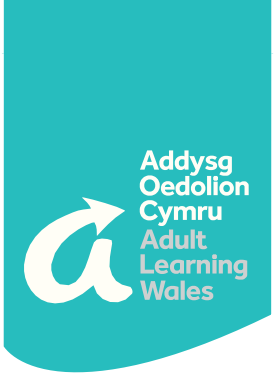 Addysg
Oedolion
Cymru
Adult
Learning
Wales